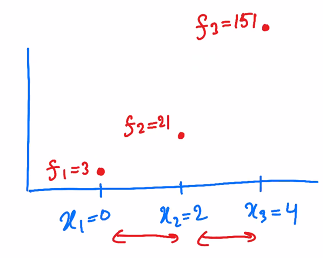 f₃=151
f₂=21
f₁=3
x₁=0 x₂=2 x₃=4